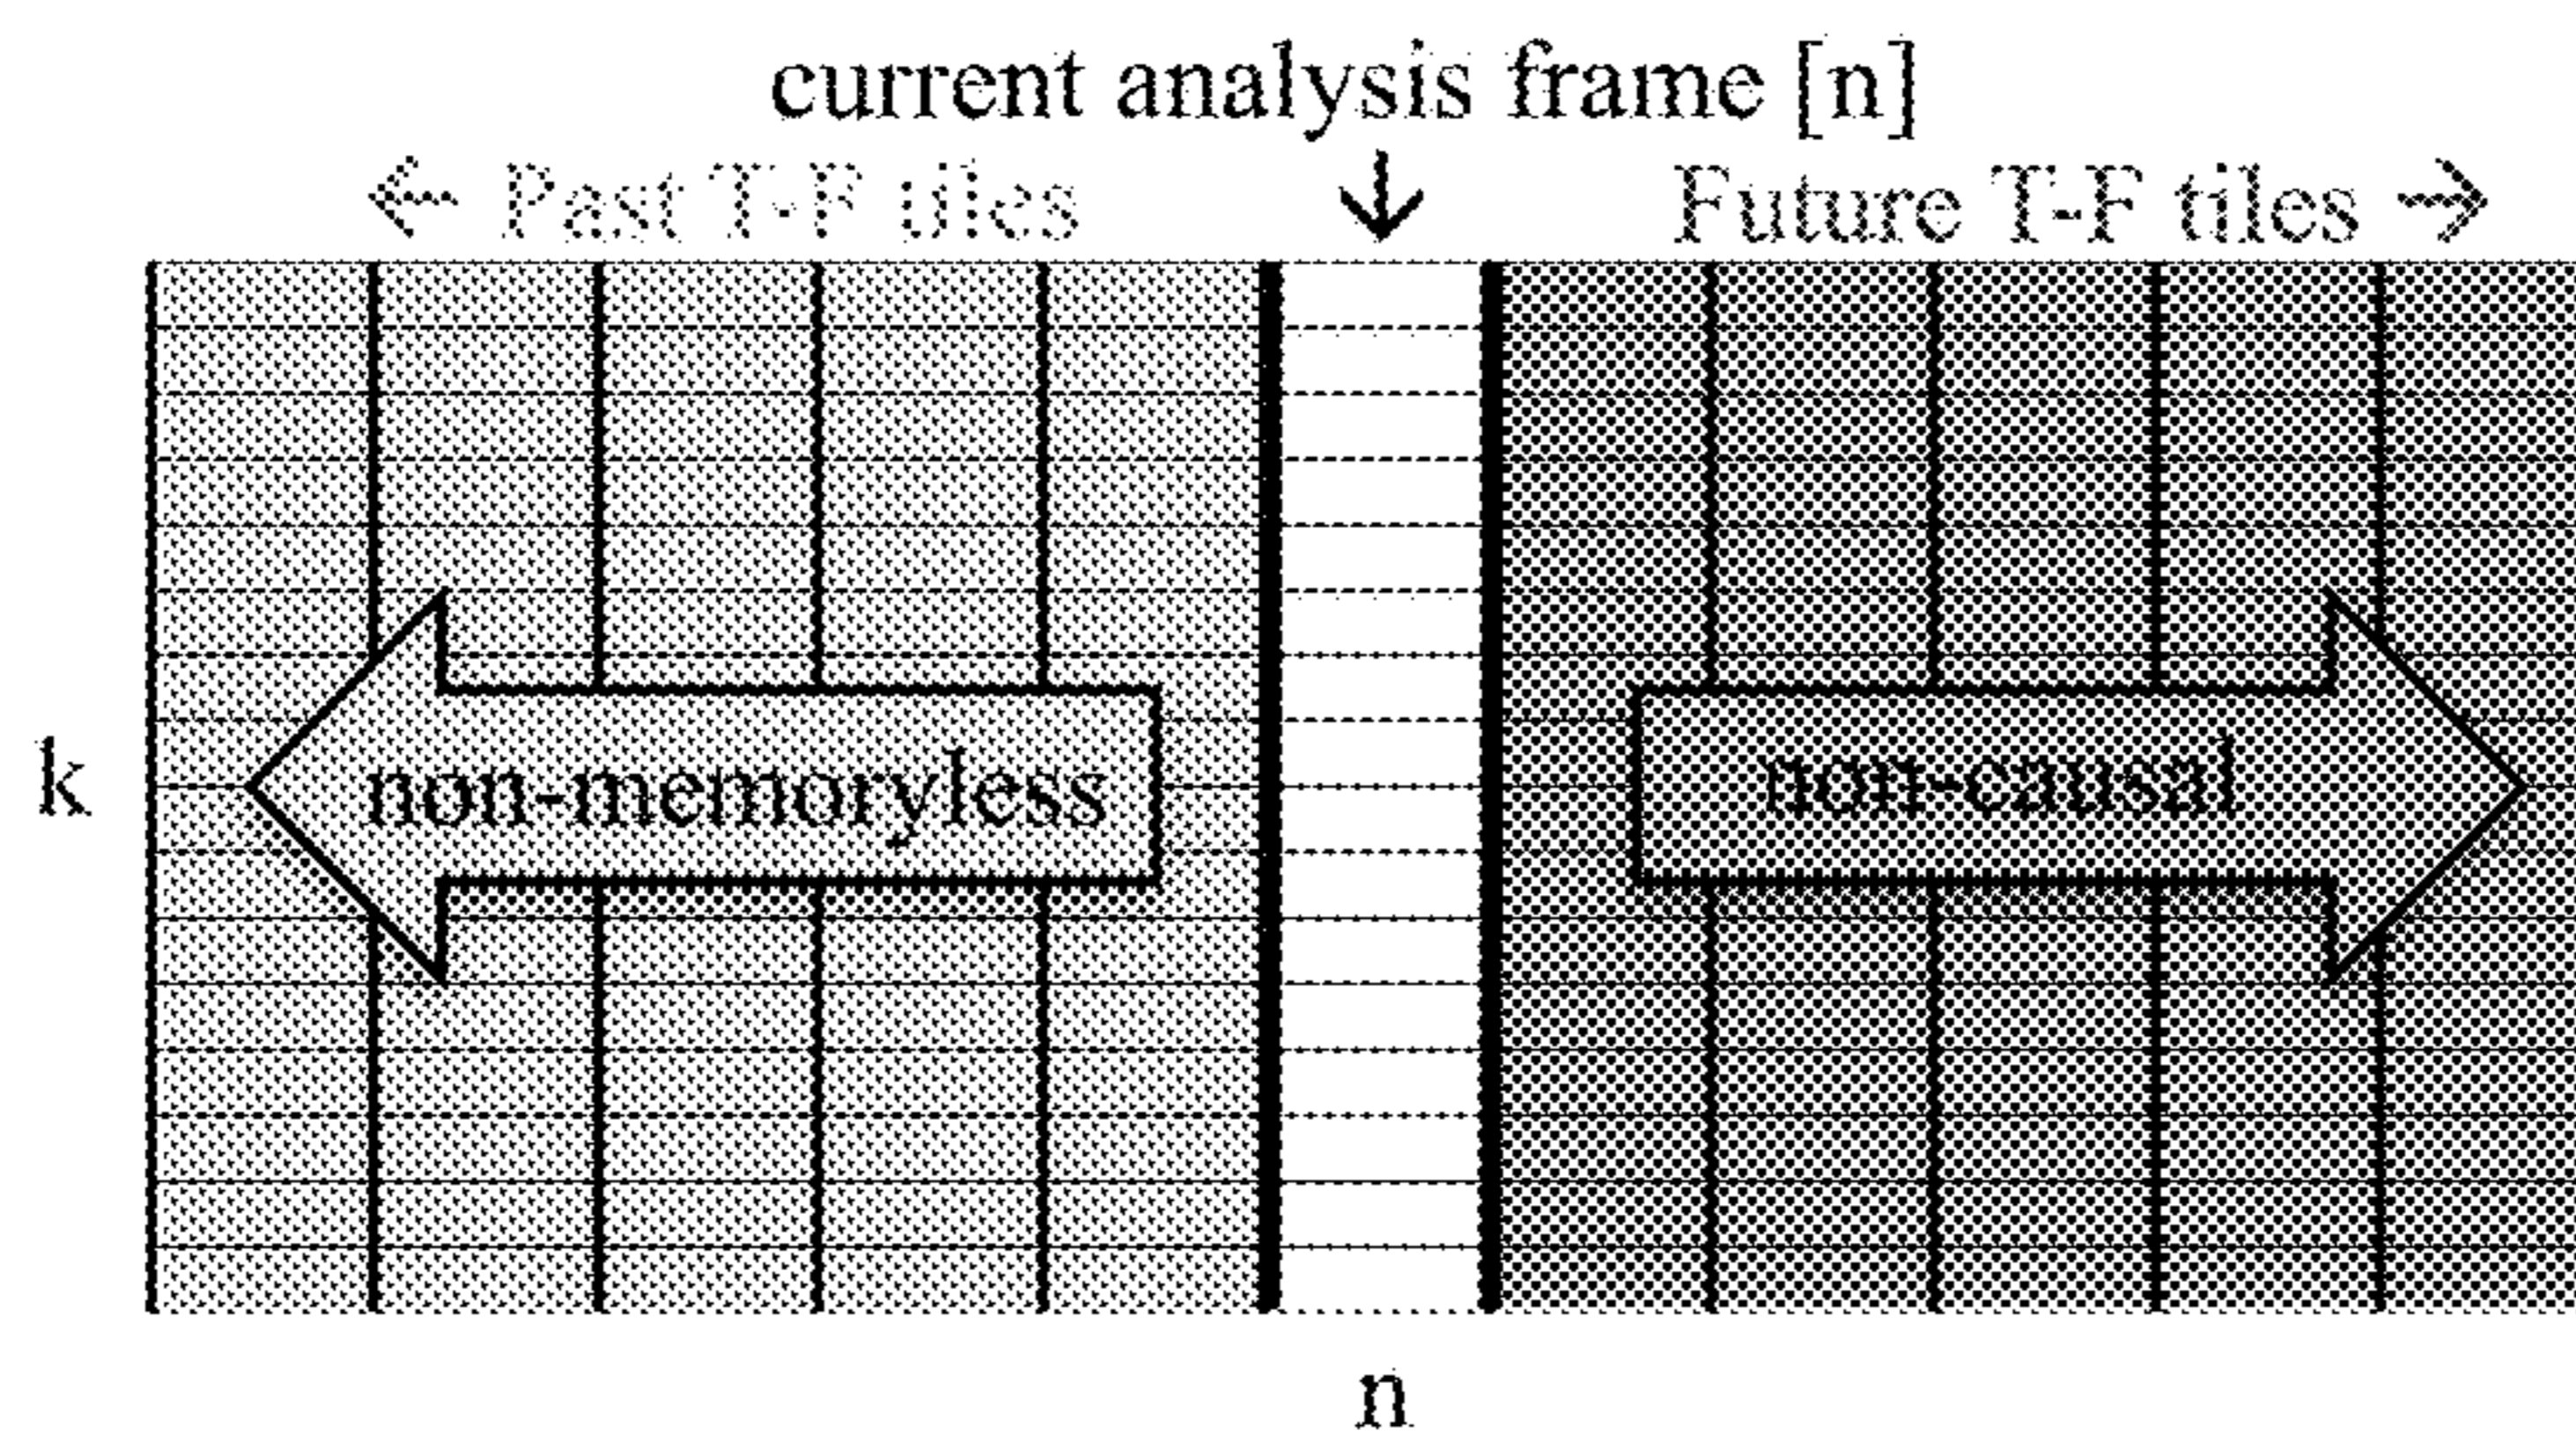 current analysis frame [n]
← Past T-F tiles ↓ Future T-F tiles →
k
non-memoryless
non-causal
n